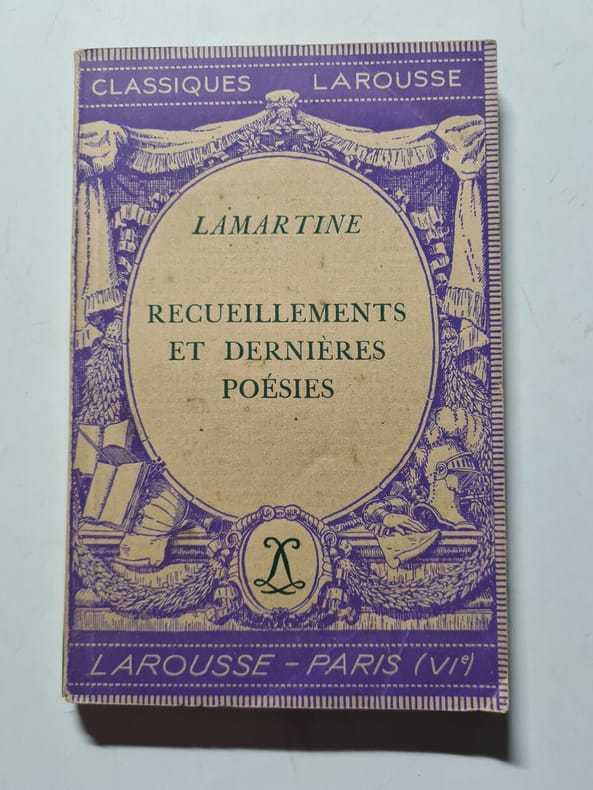 CLASSIQUES LAROUSSE
LAMARTINE
RECUEILLEMENTS
ET DERNIÈRES
POÉSIES
LAROUSSE – PARIS (VIe)